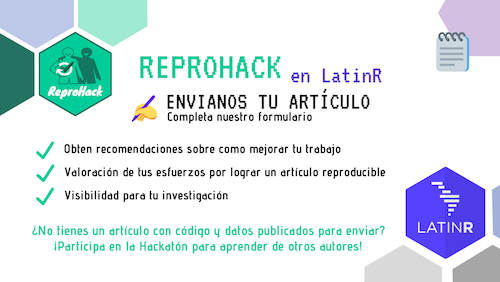 ReproHack
REPROHACK en LatinR
ENVIANOS TU ARTÍCULO
Completa nuestro formulario
Obten recomendaciones sobre como mejorar tu trabajo
Valoración de tus esfuerzos por lograr un artículo reproducible
Visibilidad para tu investigación
LATINR
¿No tienes un artículo con código y datos publicados para enviar?
¡Participa en la Hackatón para aprender de otros autores!